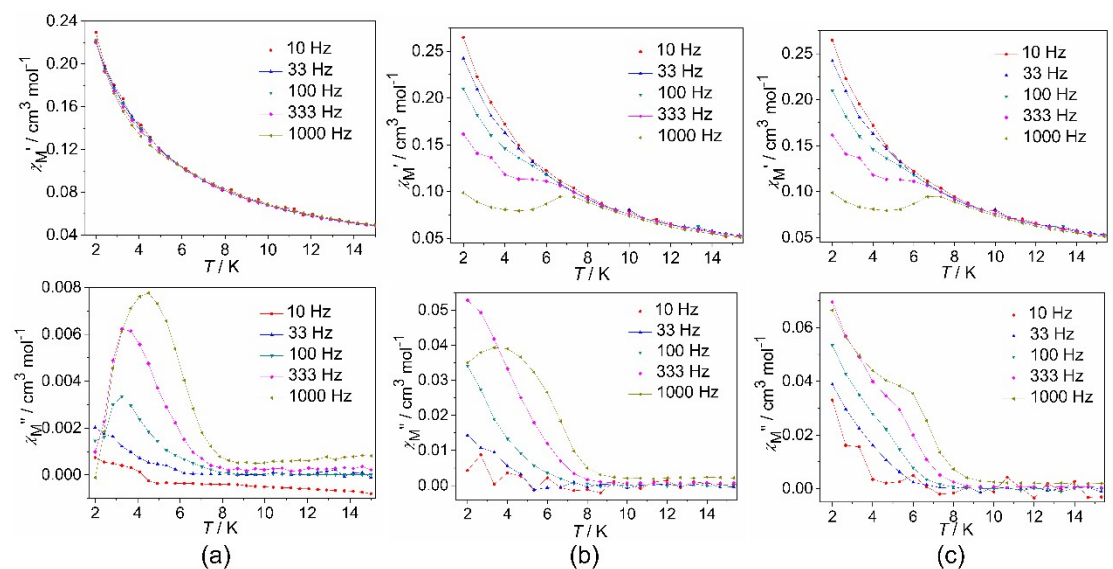 0.24
0.20
0.16
0.12
0.08
0.04
χM' / cm³ mol⁻¹
10 Hz
33 Hz
100 Hz
333 Hz
1000 Hz
2 4 6 8 10 12 14
T / K
0.25
0.20
0.15
0.10
0.05
χM' / cm³ mol⁻¹
10 Hz
33 Hz
100 Hz
333 Hz
1000 Hz
2 4 6 8 10 12 14
T / K
0.25
0.20
0.15
0.10
0.05
χM' / cm³ mol⁻¹
10 Hz
33 Hz
100 Hz
333 Hz
1000 Hz
2 4 6 8 10 12 14
T / K
0.008
0.006
0.004
0.002
0.000
χM" / cm³ mol⁻¹
10 Hz
33 Hz
100 Hz
333 Hz
1000 Hz
2 4 6 8 10 12 14
T / K
(a)
0.05
0.04
0.03
0.02
0.01
0.00
χM" / cm³ mol⁻¹
10 Hz
33 Hz
100 Hz
333 Hz
1000 Hz
2 4 6 8 10 12 14
T / K
(b)
0.06
0.04
0.02
0.00
χM" / cm³ mol⁻¹
10 Hz
33 Hz
100 Hz
333 Hz
1000 Hz
2 4 6 8 10 12 14
T / K
(c)